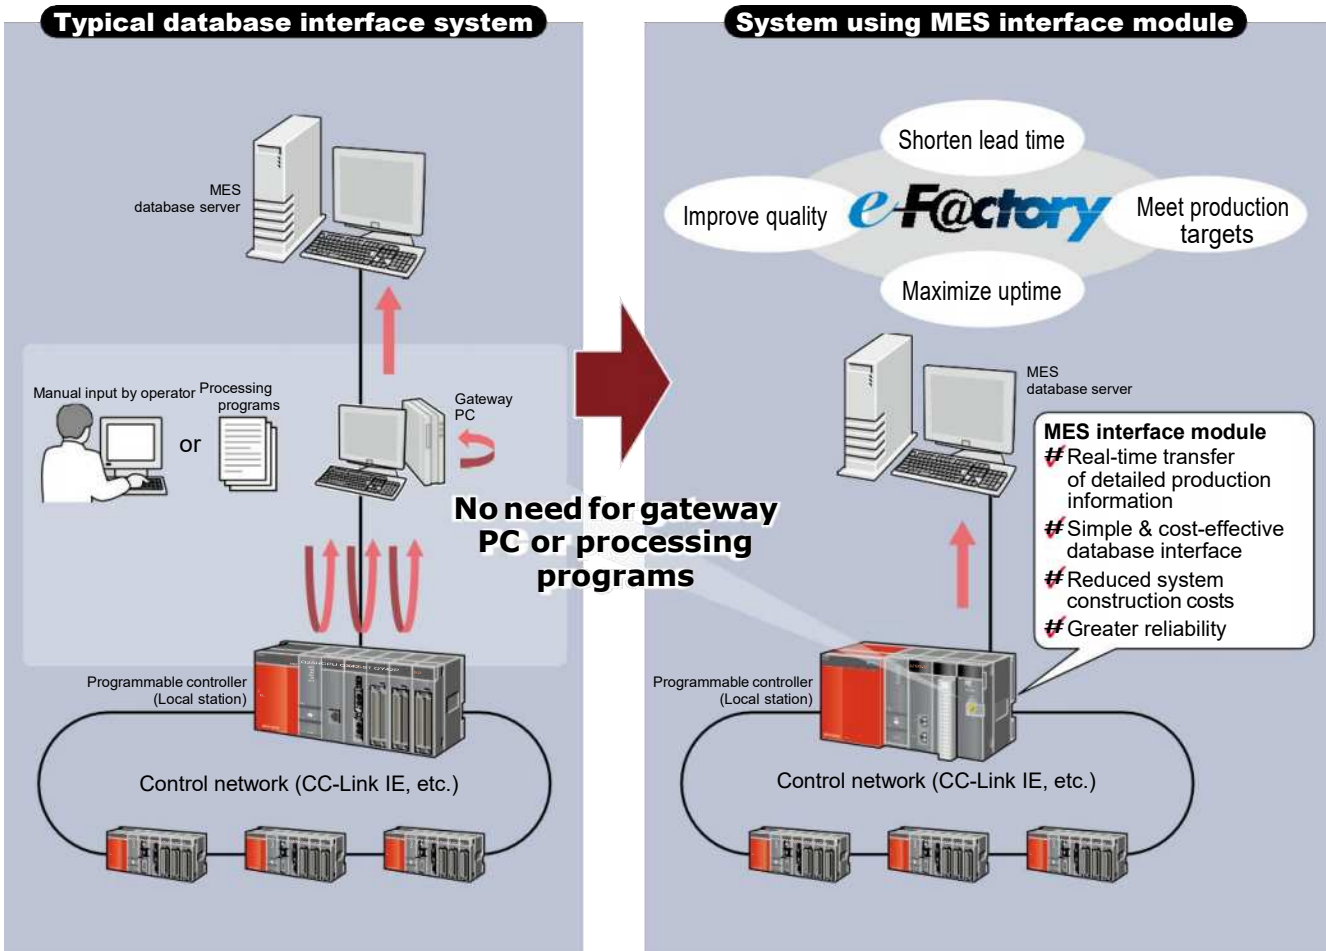 Typical database interface system
MES
database server
Manual input by operator
Processing
programs
or
Gateway
PC
No need for gateway
PC or processing
programs
Programmable controller
(Local station)
Control network (CC-Link IE, etc.)
System using MES interface module
Shorten lead time
Improve quality
e-F@ctory
Meet production
targets
Maximize uptime
MES
database server
MES interface module
# Real-time transfer
of detailed production
information
# Simple & cost-effective
database interface
# Reduced system
construction costs
# Greater reliability
Programmable controller
(Local station)
Control network (CC-Link IE, etc.)